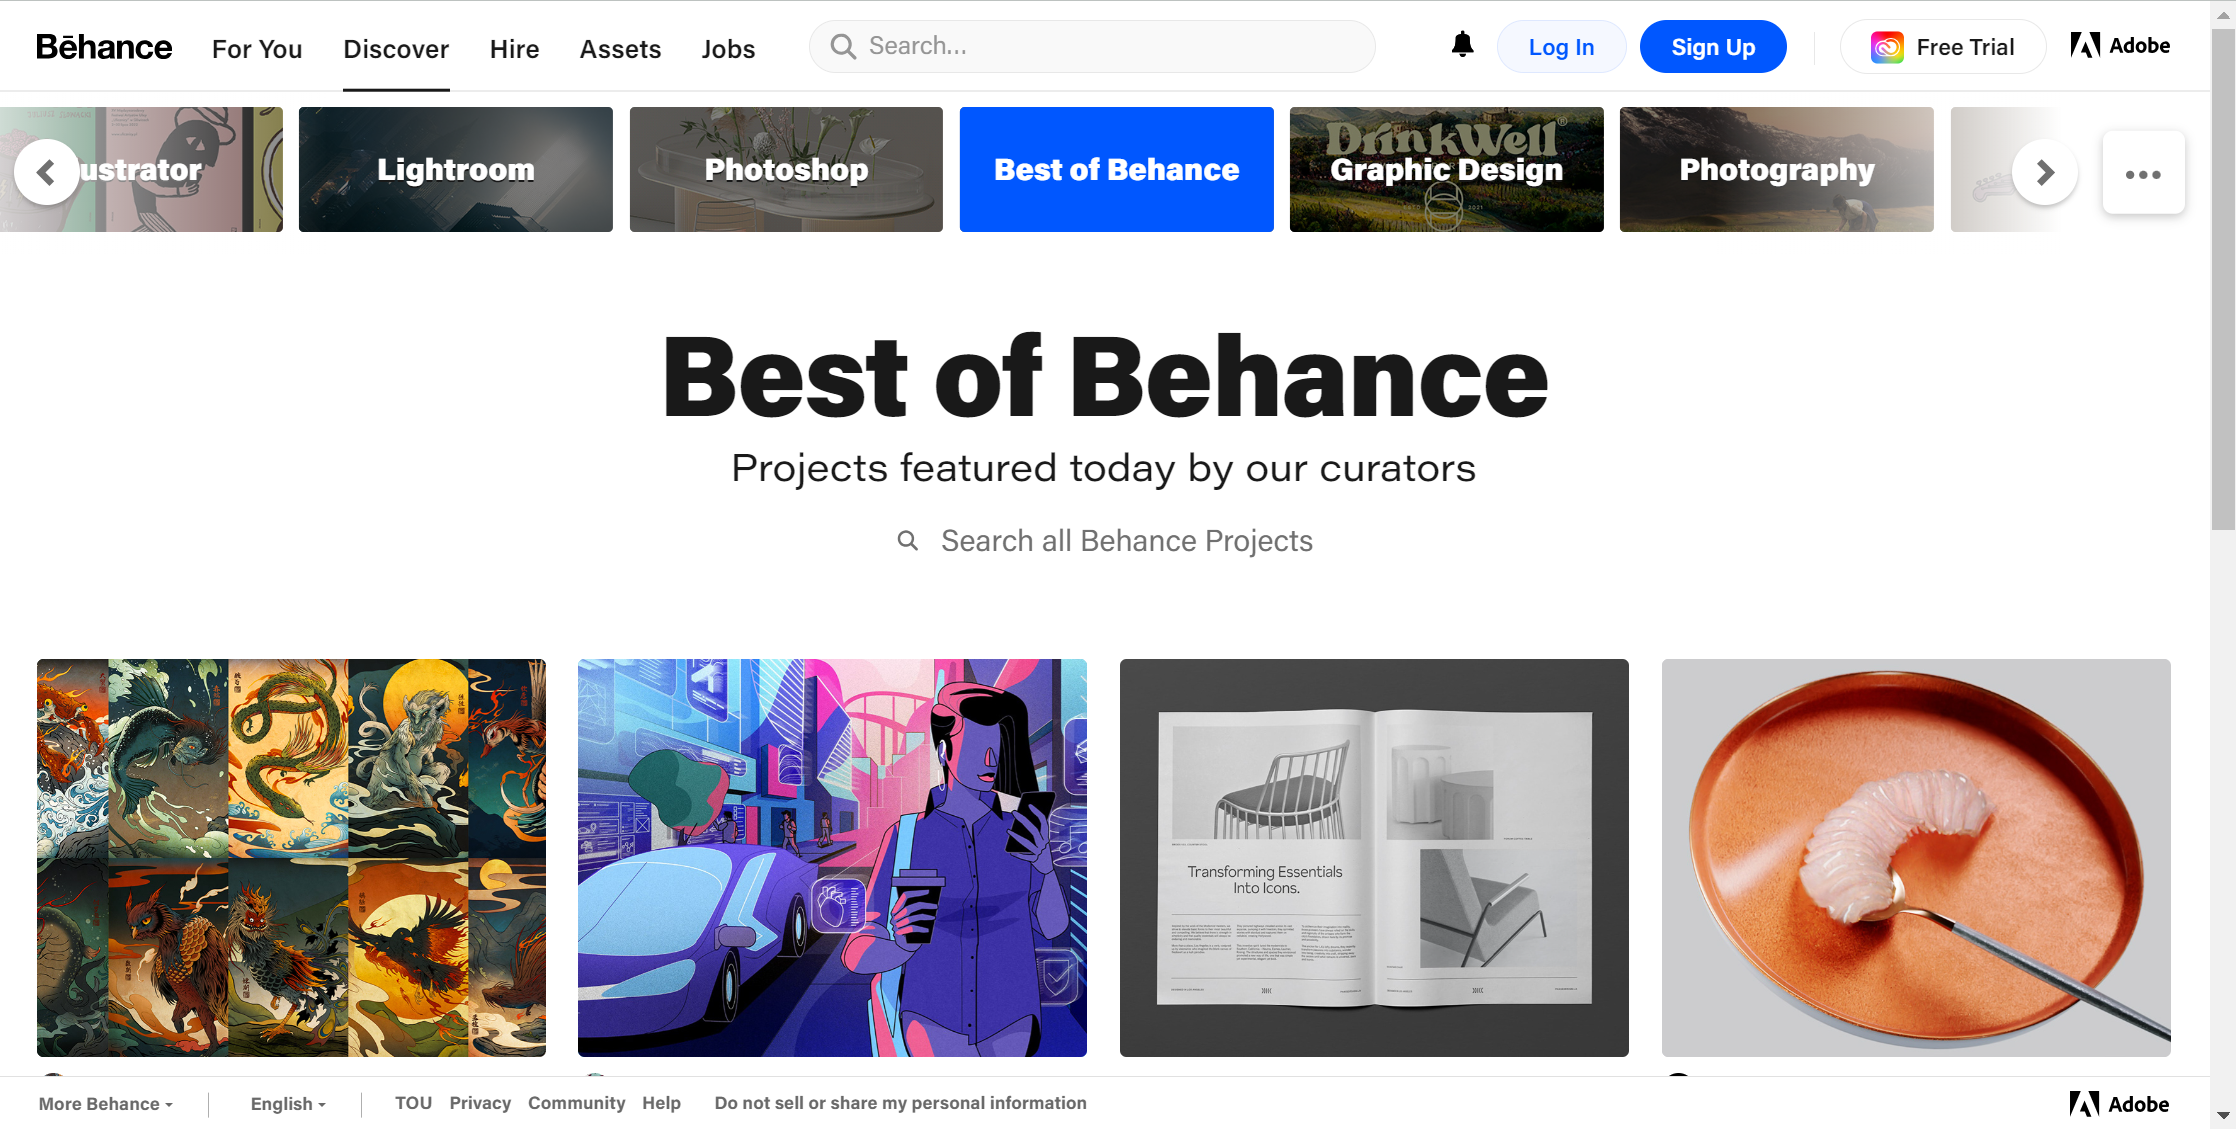 Bēhance
For You
Discover
Hire
Assets
Jobs
Search...
Log In
Sign Up
Free Trial
Adobe
ustrator
Lightroom
Photoshop
Best of Behance
DrinkWell®
Graphic Design
2021
Photography
Best of Behance
Projects featured today by our curators
Search all Behance Projects
Transforming Essentials
Into Icons.
More Behance
English
TOU
Privacy
Community
Help
Do not sell or share my personal information
Adobe